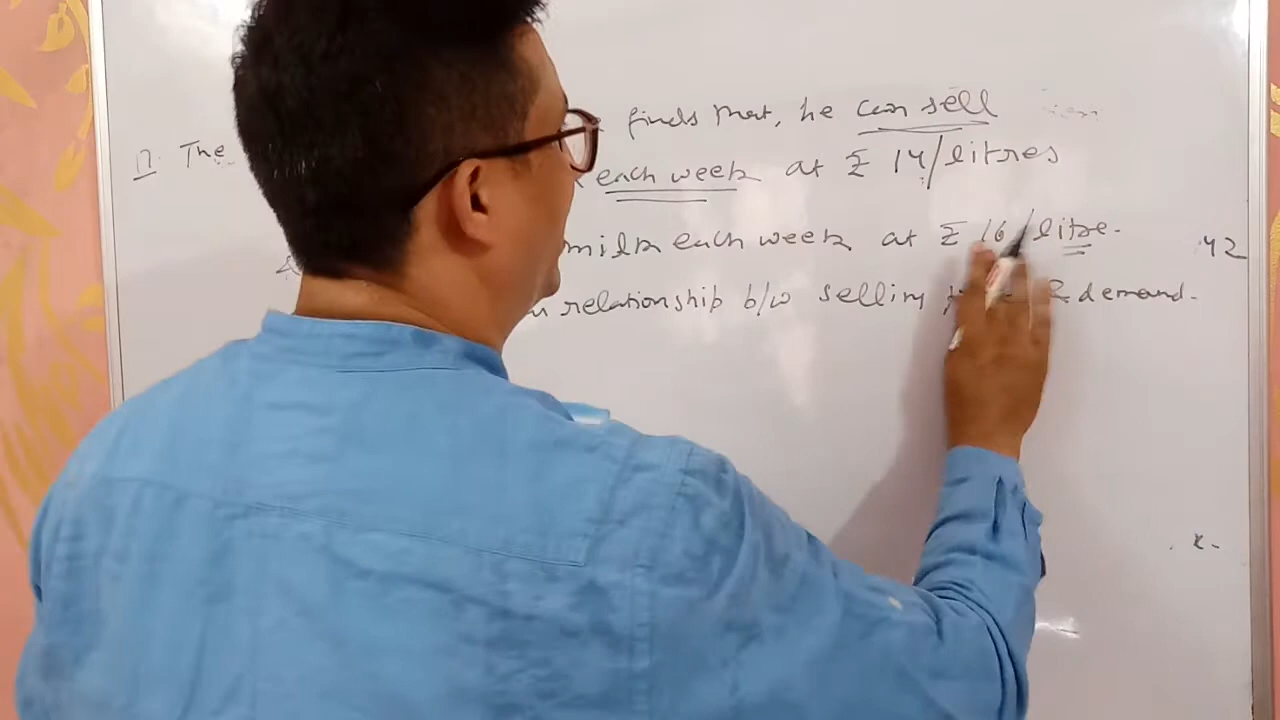 17. The finds that, he can sell
each week at ₹ 14/litres
milk each week at ₹ 16/litre.
42
relationship b/w selling & demand.
x